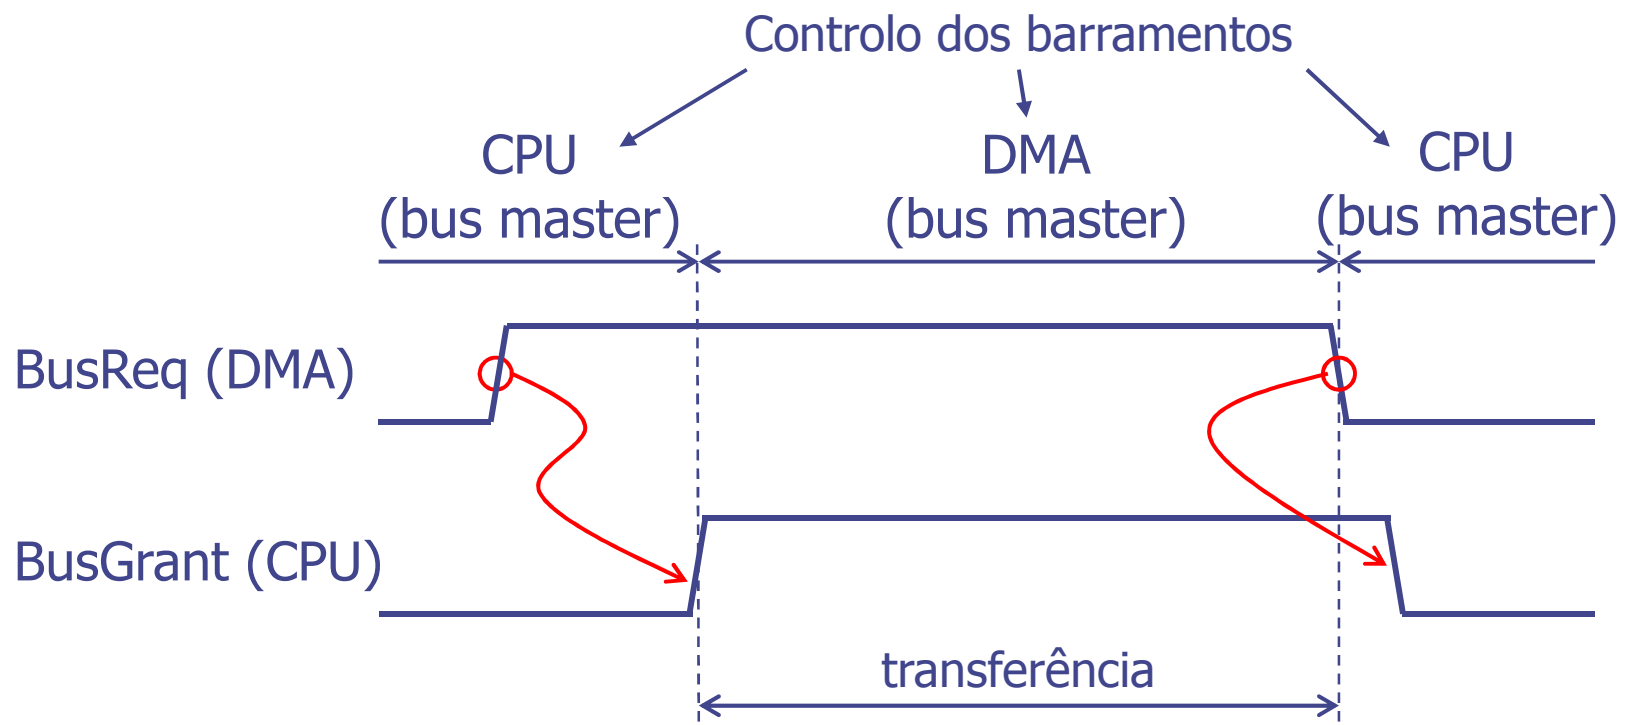 Controlo dos barramentos
CPU
(bus master)
DMA
(bus master)
CPU
(bus master)
BusReq (DMA)
BusGrant (CPU)
transferência